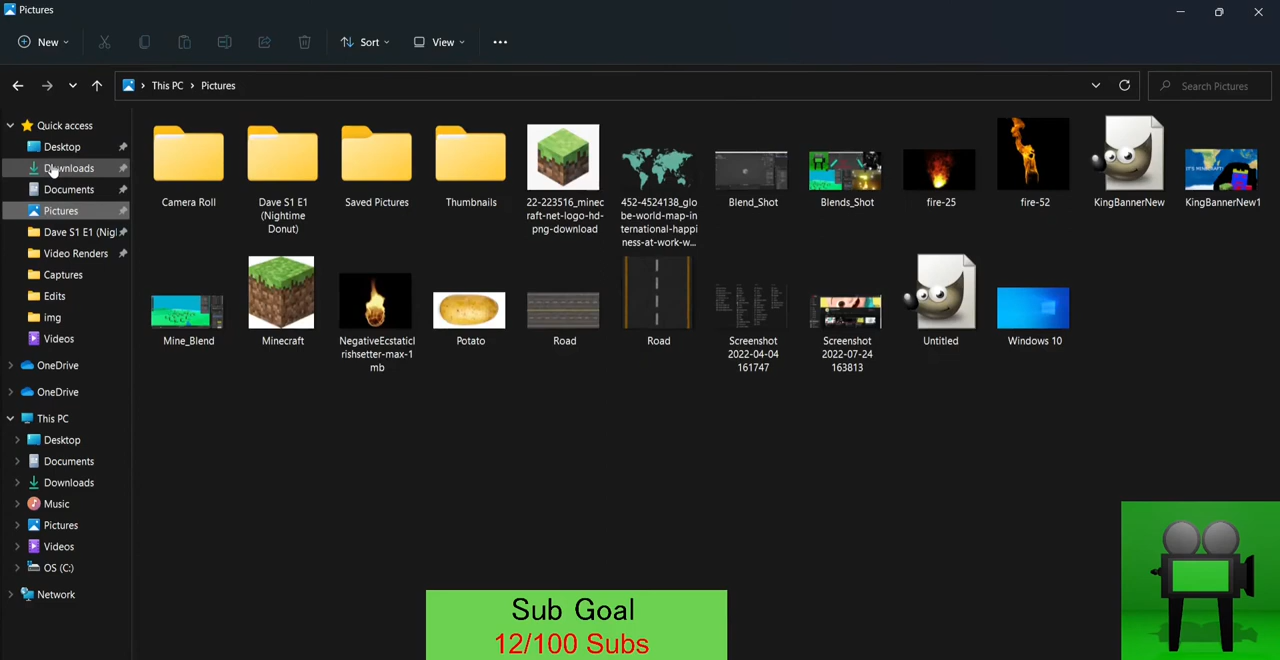 Pictures
New
Sort
View
This PC
Pictures
Search Pictures
Quick access
Desktop
Downloads
Documents
Pictures
Dave S1 E1 (Nigl
Video Renders
Captures
Edits
img
Videos
OneDrive
OneDrive
This PC
Desktop
Documents
Downloads
Music
Pictures
Videos
OS (C:)
Network
Camera Roll
Dave S1 E1
(Nightime
Donut)
Saved Pictures
Thumbnails
22-223516_minec
raft-net-logo-hd-
png-download
452-4524138_glo
be-world-map-in
ternational-happi
ness-at-work-w...
Blend_Shot
Blends_Shot
fire-25
fire-52
KingBannerNew
KingBannerNew1
Mine_Blend
Minecraft
NegativeEcstaticI
rishsetter-max-1
mb
Potato
Road
Road
Screenshot
2022-04-04
161747
Screenshot
2022-07-24
163813
Untitled
Windows 10
Sub Goal
12/100 Subs